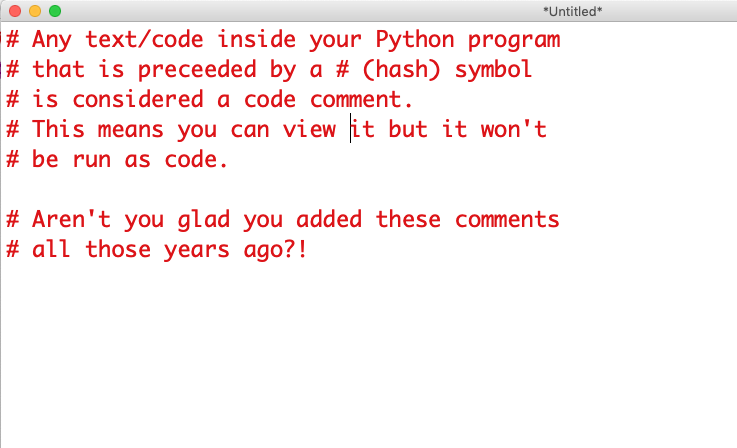 *Untitled*
# Any text/code inside your Python program
# that is preceeded by a # (hash) symbol
# is considered a code comment.
# This means you can view it but it won't
# be run as code.
# Aren't you glad you added these comments
# all those years ago?!